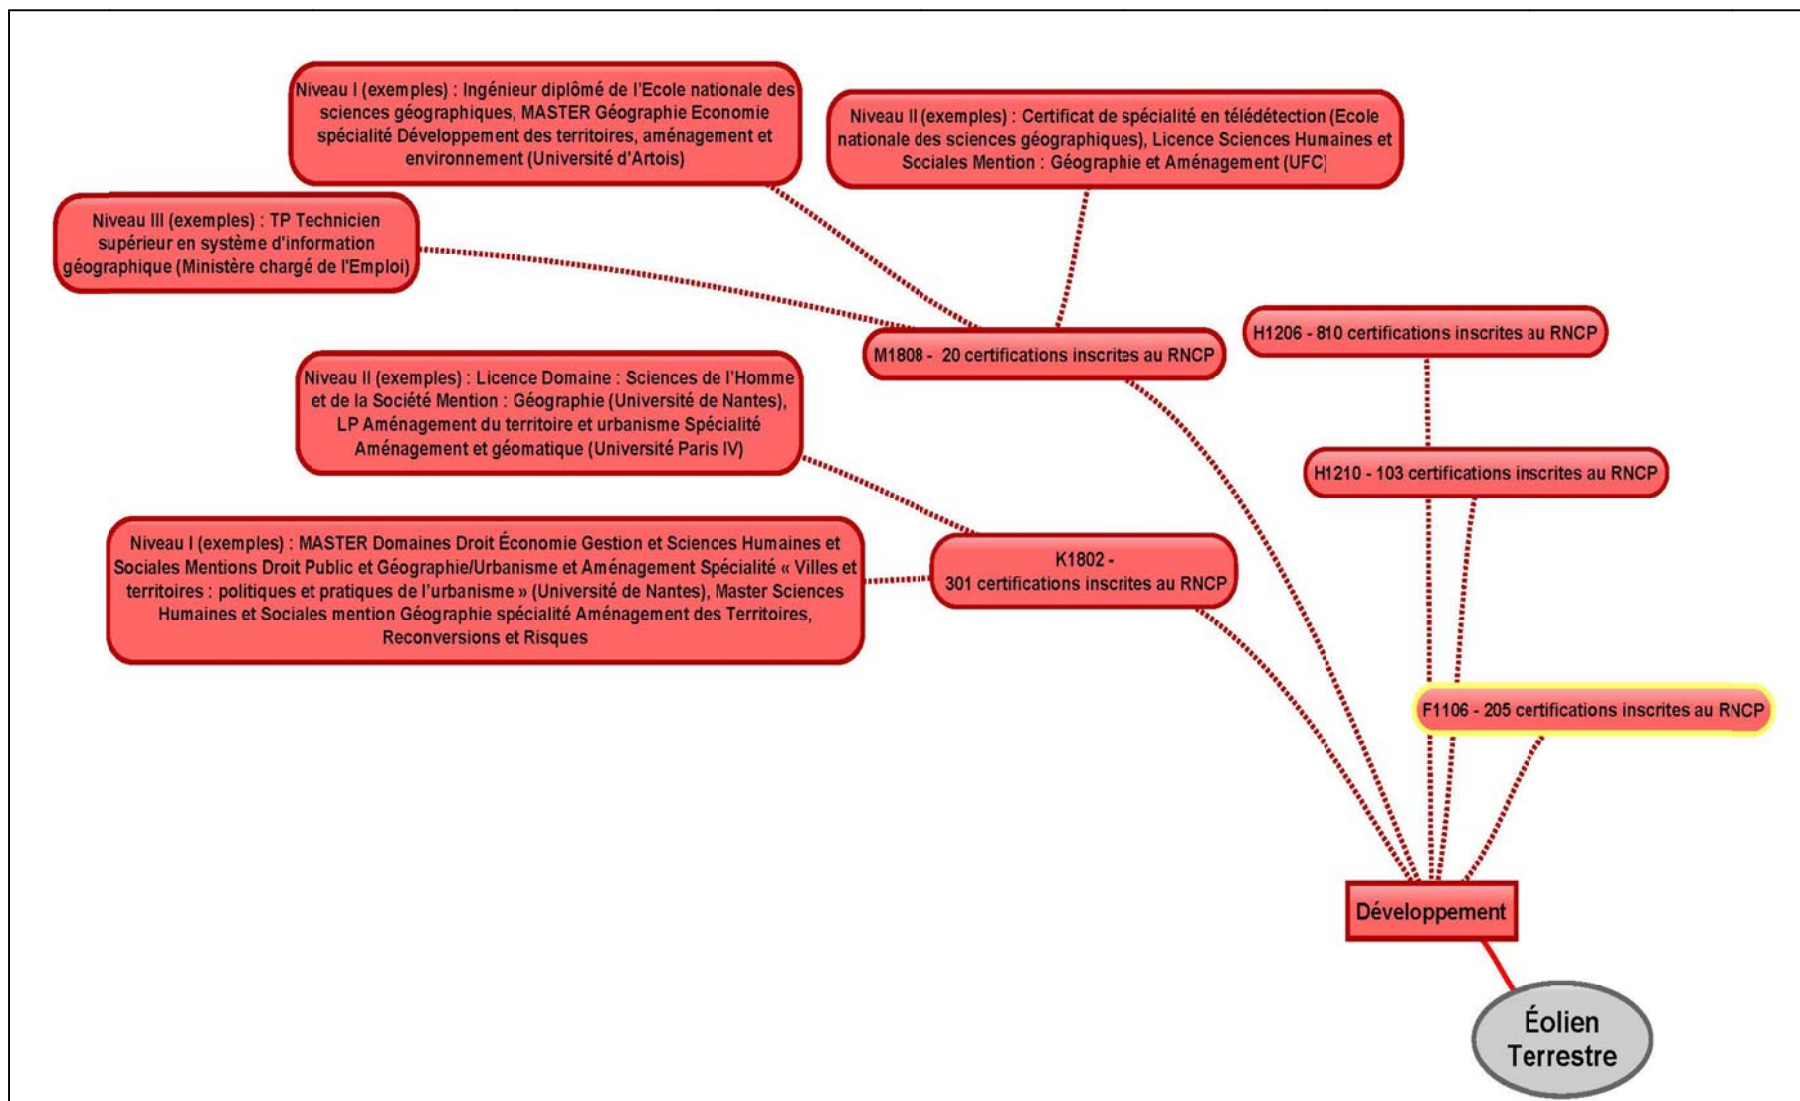 Niveau I (exemples) : Ingénieur diplômé de l'Ecole nationale des
sciences géographiques, MASTER Géographie Economie
spécialité Développement des territoires, aménagement et
environnement (Université d'Artois)
Niveau II (exemples) : Certificat de spécialité en télédétection (Ecole
nationale des sciences géographiques), Licence Sciences Humaines et
Sociales Mention : Géographie et Aménagement (UFC)
Niveau III (exemples) : TP Technicien
supérieur en système d'information
géographique (Ministère chargé de l'Emploi)
H1206 - 810 certifications inscrites au RNCP
M1808 - 20 certifications inscrites au RNCP
Niveau II (exemples) : Licence Domaine : Sciences de l'Homme
et de la Société Mention : Géographie (Université de Nantes),
LP Aménagement du territoire et urbanisme Spécialité
Aménagement et géomatique (Université Paris IV)
H1210 - 103 certifications inscrites au RNCP
Niveau I (exemples) : MASTER Domaines Droit Économie Gestion et Sciences Humaines et
Sociales Mentions Droit Public et Géographie/Urbanisme et Aménagement Spécialité « Villes et
territoires : politiques et pratiques de l'urbanisme » (Université de Nantes), Master Sciences
Humaines et Sociales mention Géographie spécialité Aménagement des Territoires,
Reconversions et Risques
K1802 -
301 certifications inscrites au RNCP
F1106 - 205 certifications inscrites au RNCP
Développement
Éolien
Terrestre